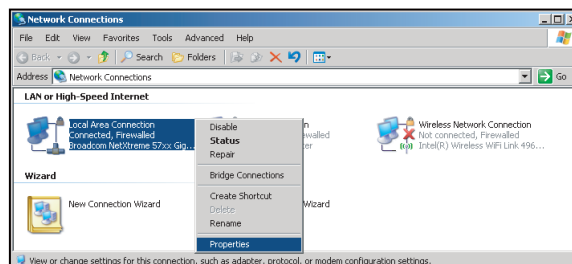 Network Connections
File Edit View Favorites Tools Advanced Help
Back Search Folders
Address Network Connections Go
LAN or High-Speed Internet
Local Area Connection
Connected, Firewalled
Broadcom NetXtreme 57xx Gig...
Disable
Status
Repair
Bridge Connections
Create Shortcut
Delete
Rename
Properties
n
ewalled
ter
Wireless Network Connection
Not connected, Firewalled
Intel(R) Wireless WiFi Link 496...
Wizard
New Connection Wizard
Wizard
View or change settings for this connection, such as adapter, protocol, or modem configuration settings.